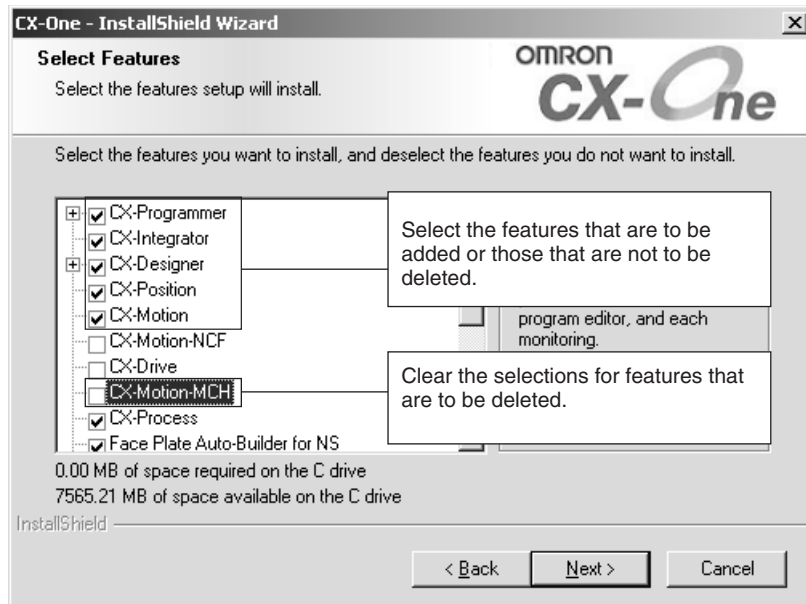 CX-One - InstallShield Wizard
Select Features
Select the features setup will install.
OMRON
CX-One
Select the features you want to install, and deselect the features you do not want to install.
CX-Programmer
CX-Integrator
CX-Designer
CX-Position
CX-Motion
CX-Motion-NCF
CX-Drive
CX-Motion-MCH
CX-Process
Face Plate Auto-Builder for NS
Select the features that are to be
added or those that are not to be
deleted.
program editor, and each
monitoring.
Clear the selections for features that
are to be deleted.
0.00 MB of space required on the C drive
7565.21 MB of space available on the C drive
InstallShield
< Back
Next >
Cancel